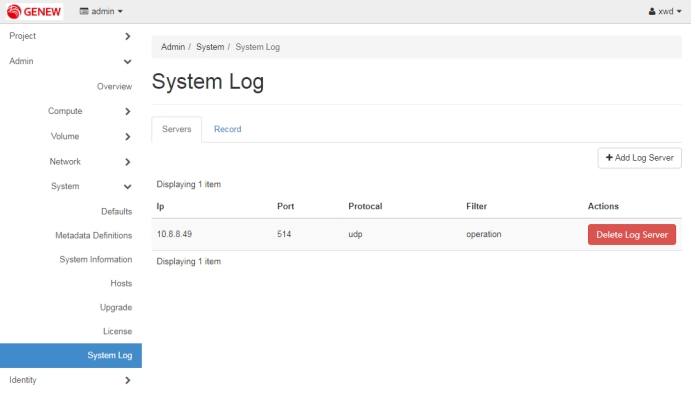 GENEW admin xwd
Project
Admin
Overview
Compute
Volume
Network
System
Defaults
Metadata Definitions
System Information
Hosts
Upgrade
License
System Log
Identity
Admin / System / System Log
System Log
Servers Record
+ Add Log Server
Displaying 1 item
Ip Port Protocal Filter Actions
10.8.8.49 514 udp operation Delete Log Server
Displaying 1 item